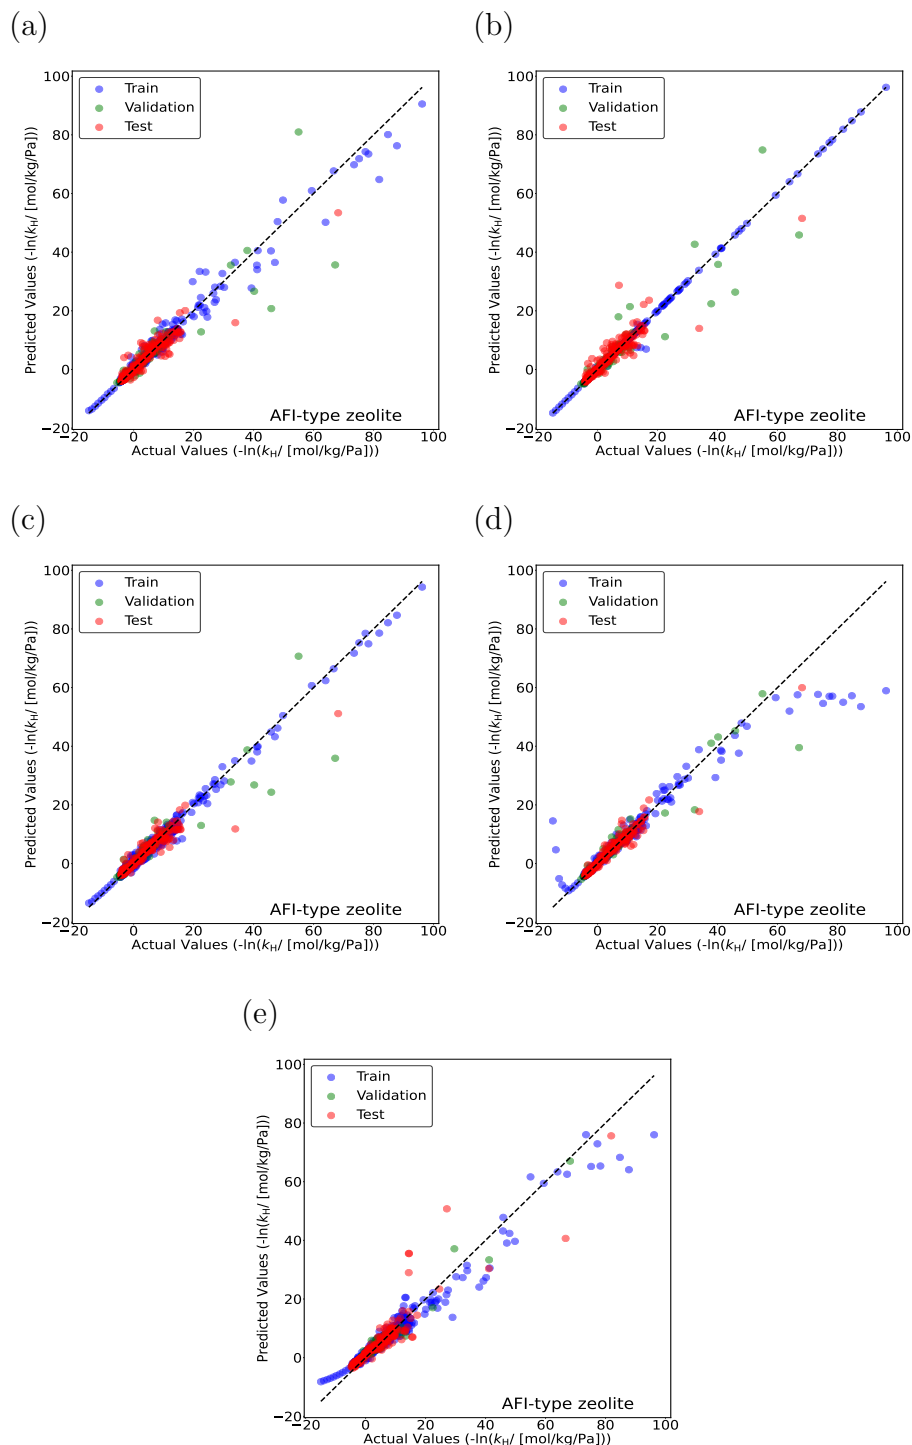 (a)
(b)
100
80
60
40
20
0
−20
−20
0
20
40
60
80
100
Predicted Values (-ln(kH/ [mol/kg/Pa]))
Actual Values (-ln(kH/ [mol/kg/Pa]))
Train
Validation
Test
AFI-type zeolite
100
80
60
40
20
0
−20
−20
0
20
40
60
80
100
Predicted Values (-ln(kH/ [mol/kg/Pa]))
Actual Values (-ln(kH/ [mol/kg/Pa]))
Train
Validation
Test
AFI-type zeolite
(c)
(d)
100
80
60
40
20
0
−20
−20
0
20
40
60
80
100
Predicted Values (-ln(kH/ [mol/kg/Pa]))
Actual Values (-ln(kH/ [mol/kg/Pa]))
Train
Validation
Test
AFI-type zeolite
100
80
60
40
20
0
−20
−20
0
20
40
60
80
100
Predicted Values (-ln(kH/ [mol/kg/Pa]))
Actual Values (-ln(kH/ [mol/kg/Pa]))
Train
Validation
Test
AFI-type zeolite
(e)
100
80
60
40
20
0
−20
−20
0
20
40
60
80
100
Predicted Values (-ln(kH/ [mol/kg/Pa]))
Actual Values (-ln(kH/ [mol/kg/Pa]))
Train
Validation
Test
AFI-type zeolite